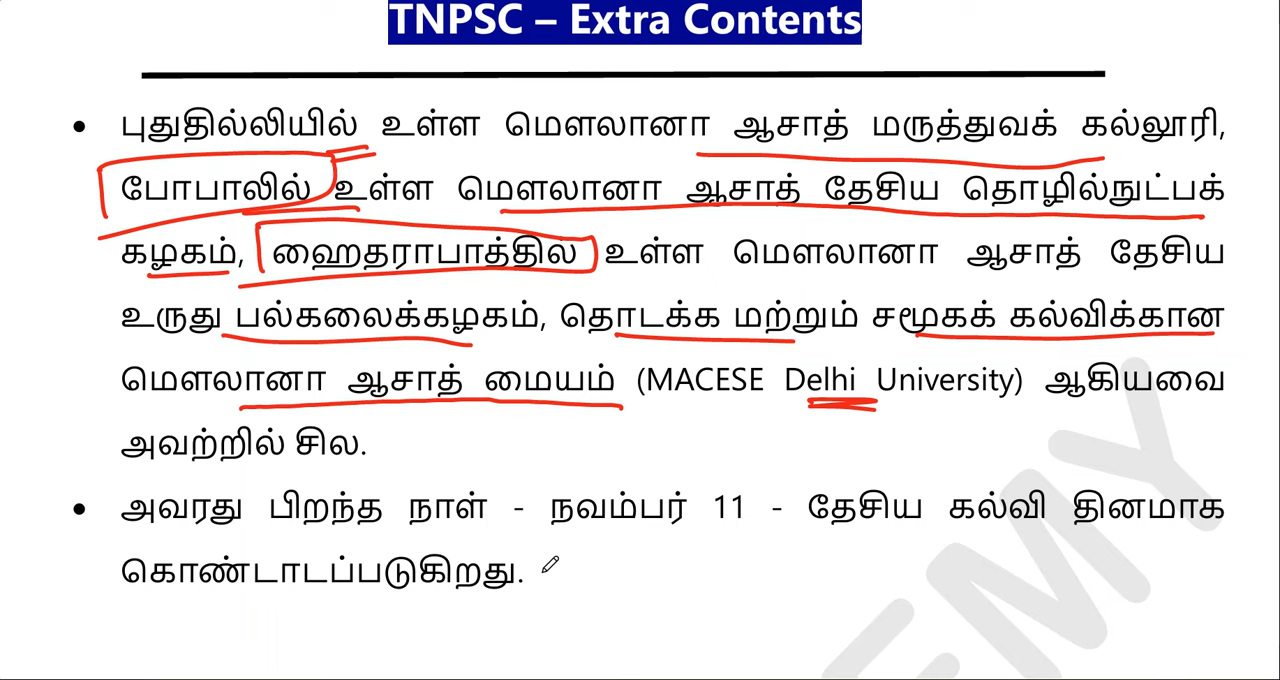 TNPSC – Extra Contents
• புதுதில்லியில் உள்ள மௌலானா ஆசாத் மருத்துவக் கல்லூரி,
போபாலில் உள்ள மௌலானா ஆசாத் தேசிய தொழில்நுட்பக்
கழகம், ஹைதராபாத்தில உள்ள மௌலானா ஆசாத் தேசிய
உருது பல்கலைக்கழகம், தொடக்க மற்றும் சமூகக் கல்விக்கான
மௌலானா ஆசாத் மையம் (MACESE Delhi University) ஆகியவை
அவற்றில் சில.
• அவரது பிறந்த நாள் - நவம்பர் 11 - தேசிய கல்வி தினமாக
கொண்டாடப்படுகிறது.